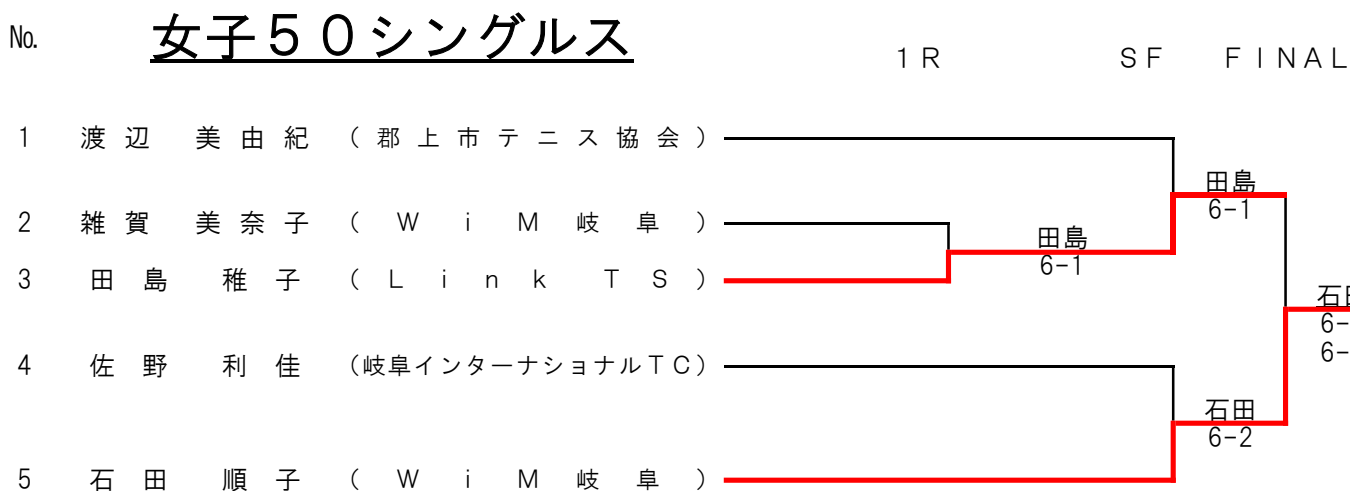 No. 女子５０シングルス
１Ｒ ＳＦ ＦＩＮＡＬ
1 渡辺 美由紀 （郡上市テニス協会）
田島
6-1
2 雑賀 美奈子 （ＷｉＭ岐阜）
田島
6-1
3 田島 稚子 （Ｌｉｎｋ ＴＳ）
石田
6-
6-
4 佐野 利佳 （岐阜インターナショナルＴＣ）
石田
6-2
5 石田 順子 （ＷｉＭ岐阜）